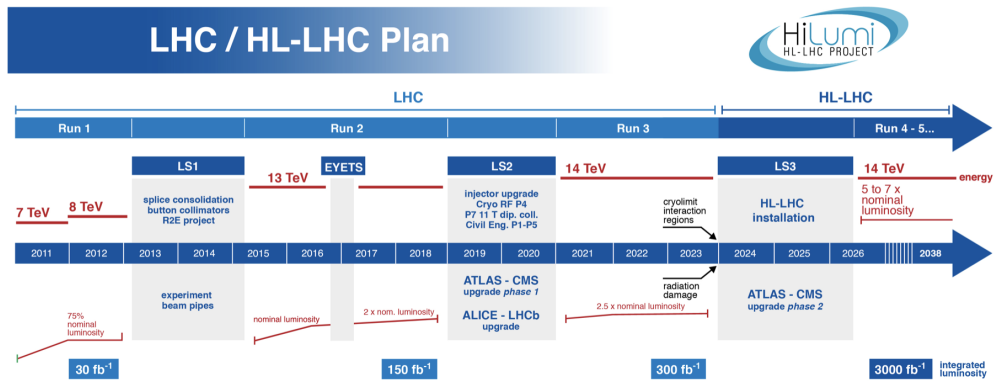 LHC / HL-LHC Plan
HiLumi
HL-LHC PROJECT
LHC
HL-LHC
Run 1
Run 2
Run 3
Run 4 - 5...
LS1
EYETS
LS2
LS3
14 TeV
14 TeV
energy
13 TeV
7 TeV
8 TeV
splice consolidation
button collimators
R2E project
injector upgrade
Cryo RF P4
P7 11 T dip. coll.
Civil Eng. P1-P5
cryolimit
interaction
regions
HL-LHC
installation
5 to 7 x
nominal
luminosity
2011 2012 2013 2014 2015 2016 2017 2018 2019 2020 2021 2022 2023 2024 2025 2026 2038
experiment
beam pipes
ATLAS - CMS
upgrade phase 1
ALICE - LHCb
upgrade
radiation
damage
ATLAS - CMS
upgrade phase 2
75%
nominal
luminosity
nominal luminosity
2 x nom. luminosity
2.5 x nominal luminosity
30 fb-1
150 fb-1
300 fb-1
3000 fb-1
integrated
luminosity